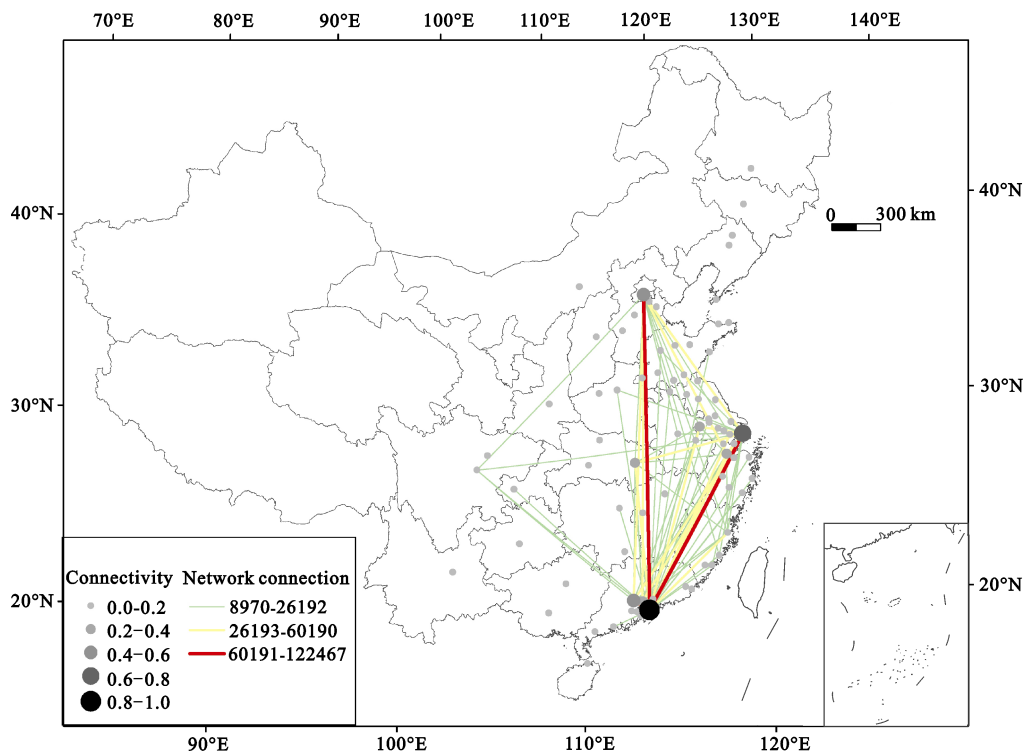 70°E 80°E 90°E 100°E 110°E 120°E 130°E 140°E
40°N 40°N
0 300 km
30°N 30°N
20°N 20°N
Connectivity Network connection
0.0-0.2 8970-26192
0.2-0.4 26193-60190
0.4-0.6 60191-122467
0.6-0.8
0.8-1.0
90°E 100°E 110°E 120°E